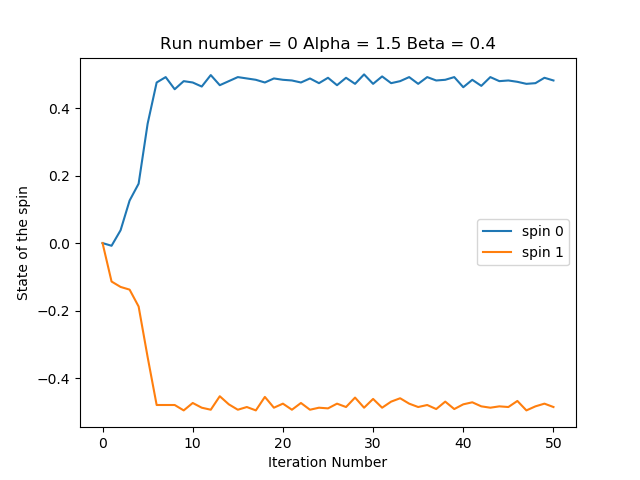 Run number = 0 Alpha = 1.5 Beta = 0.4
State of the spin
0.4
0.2
0.0
−0.2
−0.4
spin 0
spin 1
0 10 20 30 40 50
Iteration Number